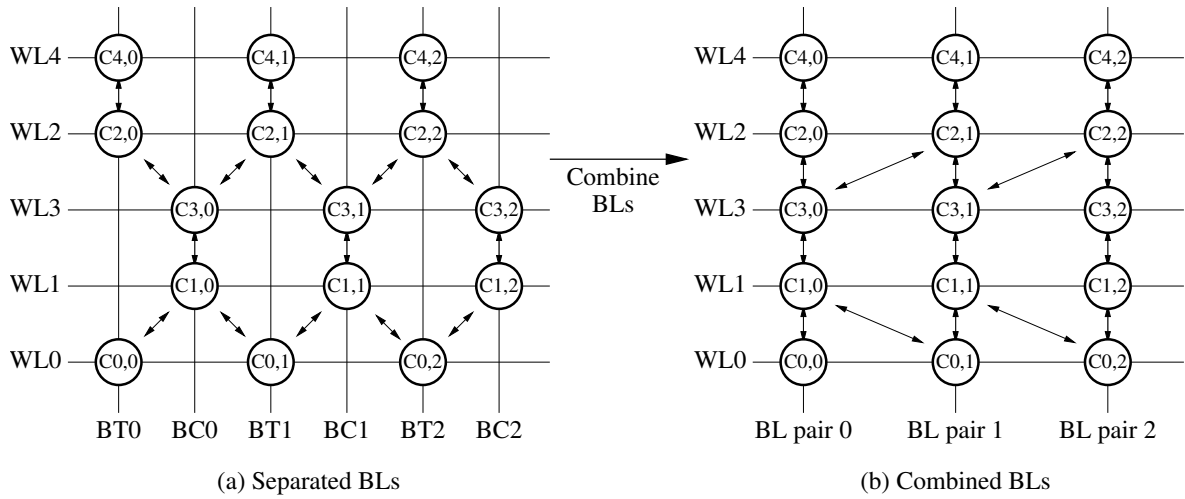 WL4 C4,0 C4,1 C4,2
WL2 C2,0 C2,1 C2,2
WL3 C3,0 C3,1 C3,2
WL1 C1,0 C1,1 C1,2
WL0 C0,0 C0,1 C0,2
BT0 BC0 BT1 BC1 BT2 BC2
(a) Separated BLs
Combine
BLs
WL4 C4,0 C4,1 C4,2
WL2 C2,0 C2,1 C2,2
WL3 C3,0 C3,1 C3,2
WL1 C1,0 C1,1 C1,2
WL0 C0,0 C0,1 C0,2
BL pair 0 BL pair 1 BL pair 2
(b) Combined BLs